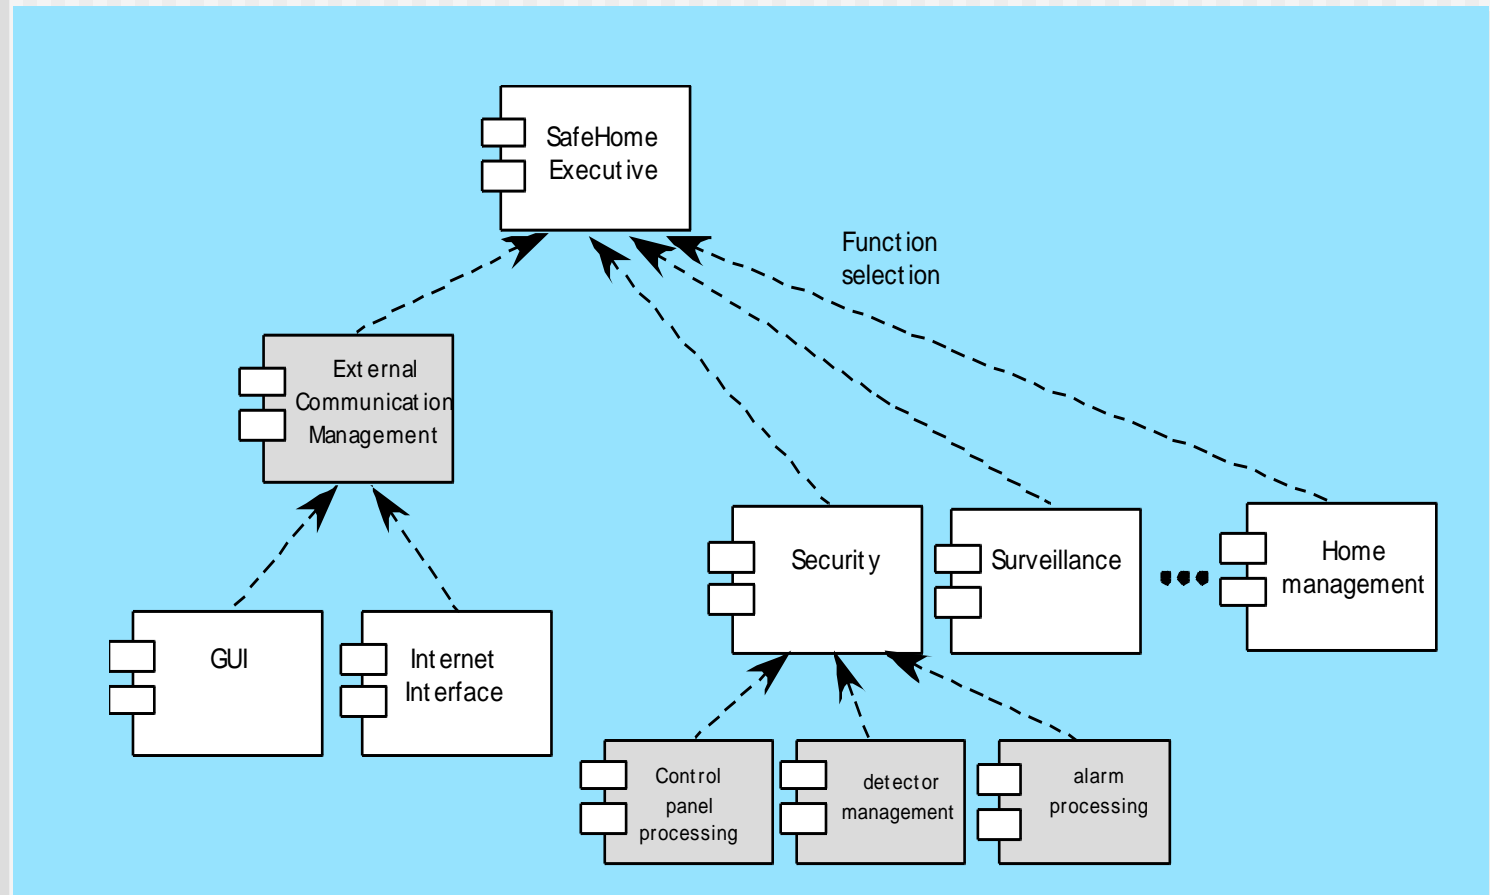 SafeHome
Executive
Function
selection
External
Communication
Management
Security
Surveillance
Home
management
GUI
Internet
Interface
Control
panel
processing
detector
management
alarm
processing